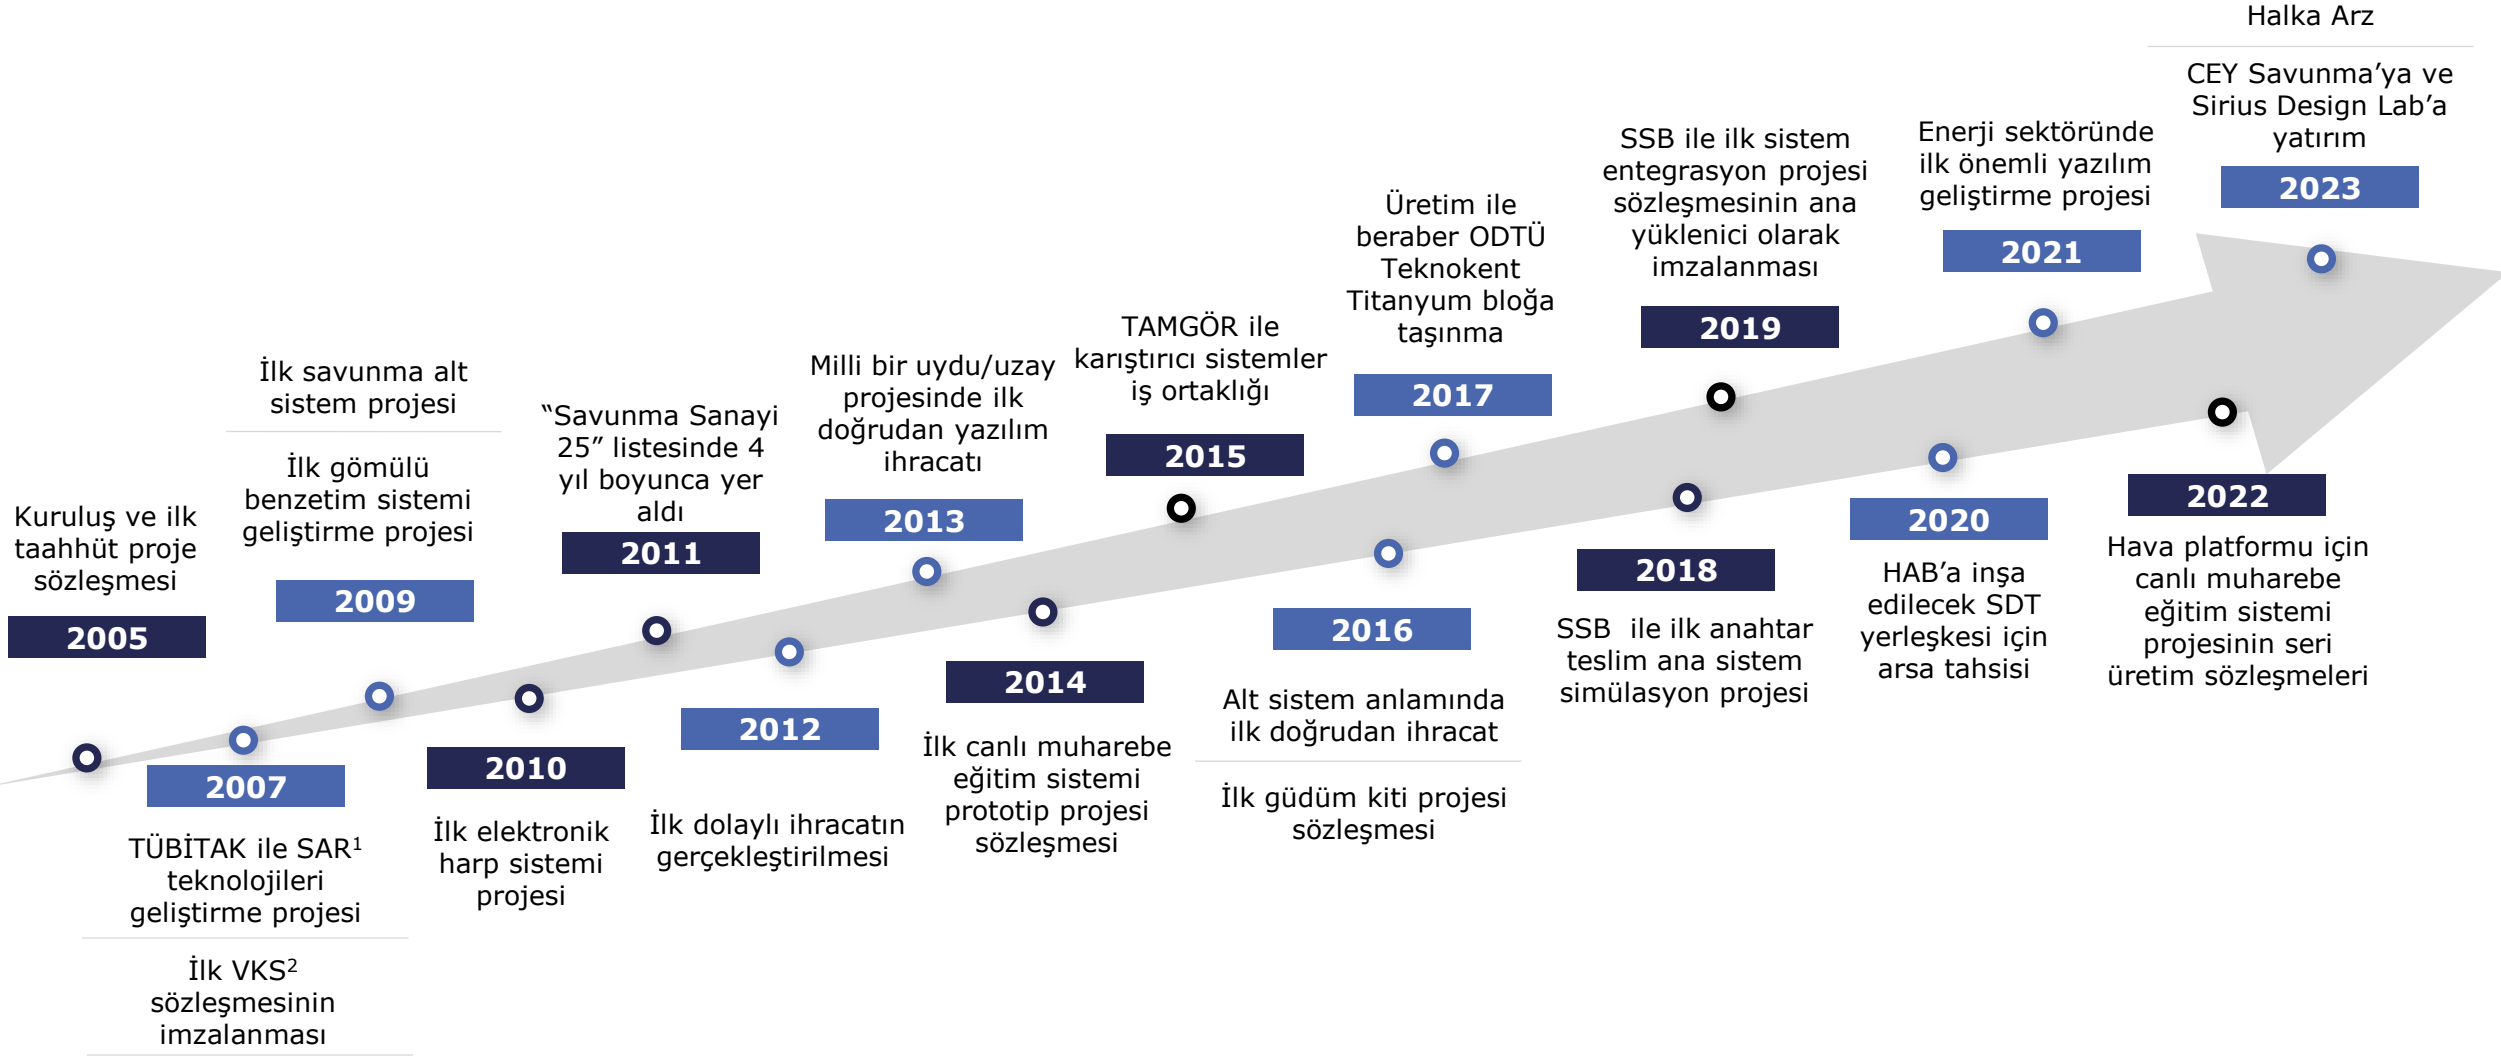 Kuruluş ve ilk
taahhüt proje
sözleşmesi
2005
2007
TÜBİTAK ile SAR¹
teknolojileri
geliştirme projesi
İlk VKS²
sözleşmesinin
imzalanması
İlk savunma alt
sistem projesi
İlk gömülü
benzetim sistemi
geliştirme projesi
2009
2010
İlk elektronik
harp sistemi
projesi
“Savunma Sanayi
25” listesinde 4
yıl boyunca yer
aldı
2011
2012
İlk dolaylı ihracatın
gerçekleştirilmesi
Milli bir uydu/uzay
projesinde ilk
doğrudan yazılım
ihracatı
2013
2014
İlk canlı muharebe
eğitim sistemi
prototip projesi
sözleşmesi
TAMGÖR ile
karıştırıcı sistemler
iş ortaklığı
2015
2016
Alt sistem anlamında
ilk doğrudan ihracat
İlk güdüm kiti projesi
sözleşmesi
Üretim ile
beraber ODTÜ
Teknokent
Titanyum bloğa
taşınma
2017
2018
SSB ile ilk anahtar
teslim ana sistem
simülasyon projesi
SSB ile ilk sistem
entegrasyon projesi
sözleşmesinin ana
yüklenici olarak
imzalanması
2019
2020
HAB’a inşa
edilecek SDT
yerleşkesi için
arsa tahsisi
Enerji sektöründe
ilk önemli yazılım
geliştirme projesi
2021
2022
Hava platformu için
canlı muharebe
eğitim sistemi
projesinin seri
üretim sözleşmeleri
Halka Arz
CEY Savunma’ya ve
Sirius Design Lab’a
yatırım
2023